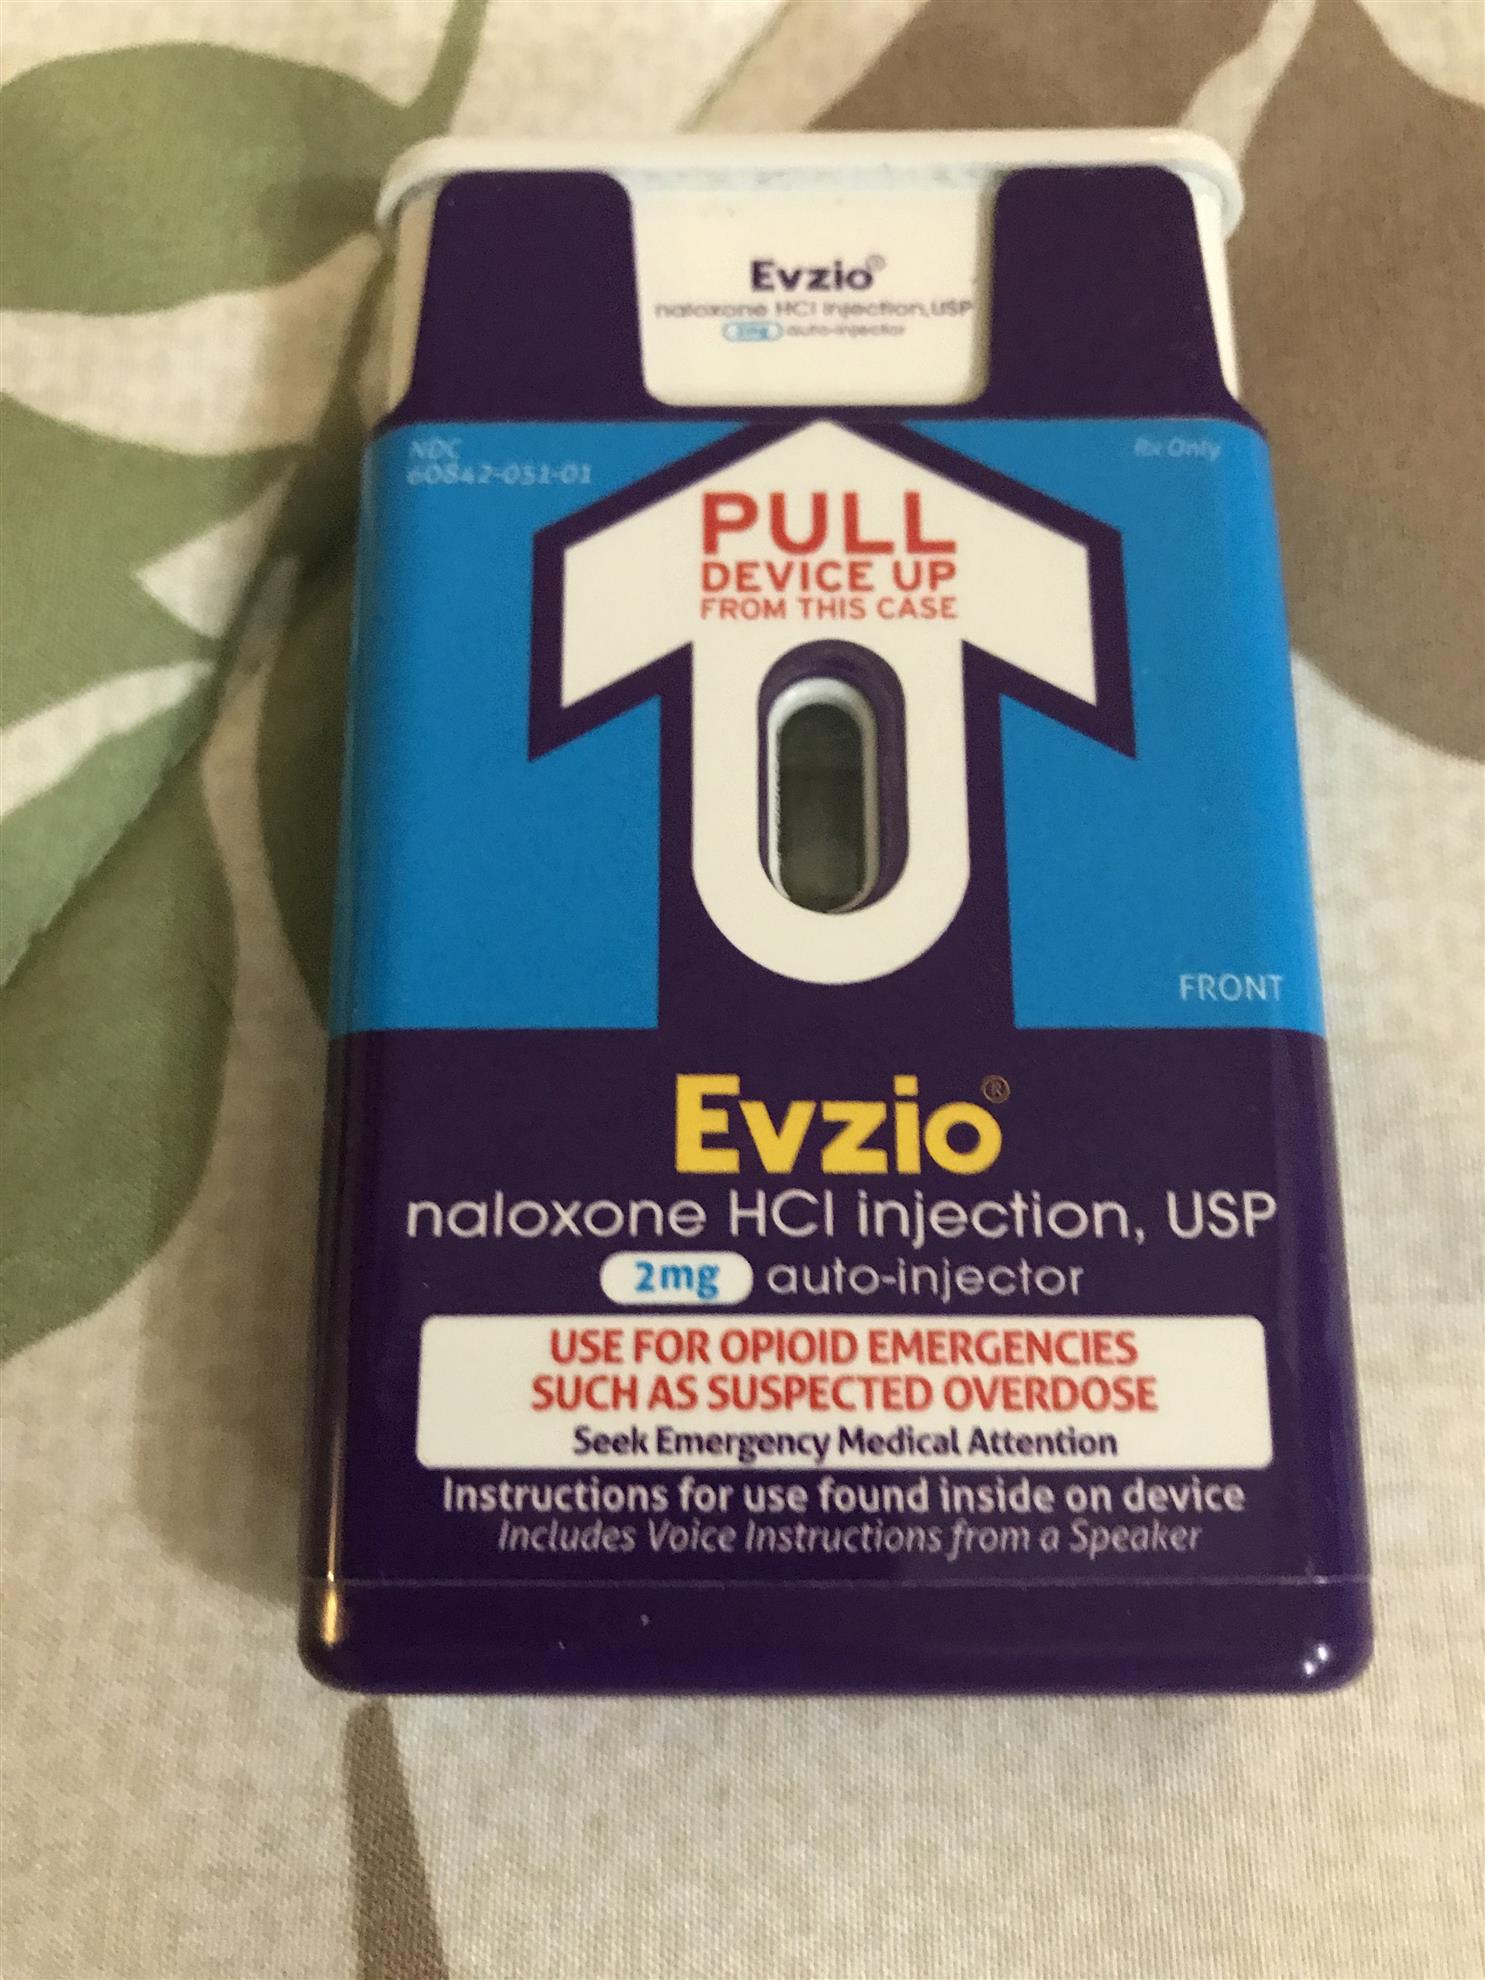 Evzio®
naloxone HCl injection, USP
2mg auto-injector
NDC
60842-051-01
Rx Only
PULL
DEVICE UP
FROM THIS CASE
FRONT
Evzio®
naloxone HCl injection, USP
2mg auto-injector
USE FOR OPIOID EMERGENCIES
SUCH AS SUSPECTED OVERDOSE
Seek Emergency Medical Attention
Instructions for use found inside on device
Includes Voice Instructions from a Speaker